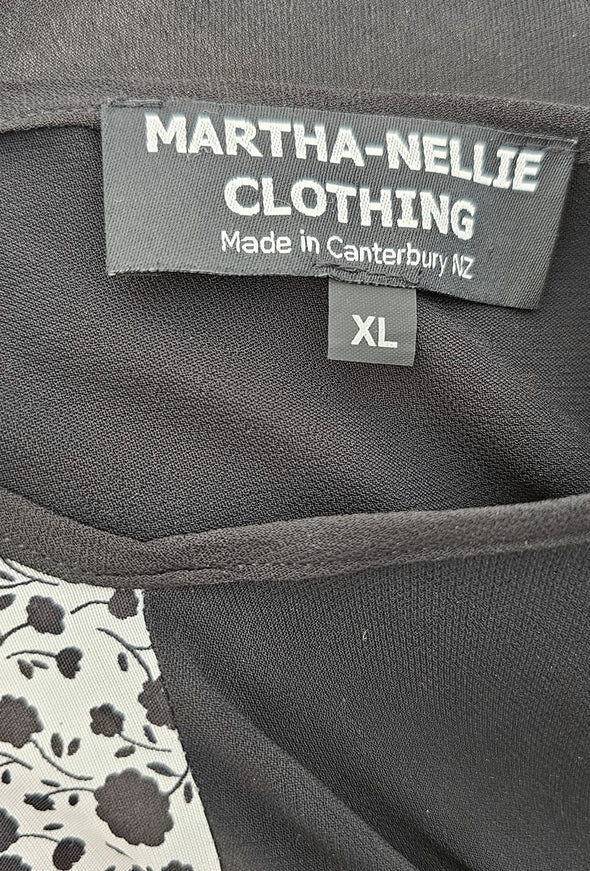 MARTHA-NELLIE
CLOTHING
Made in Canterbury NZ
XL